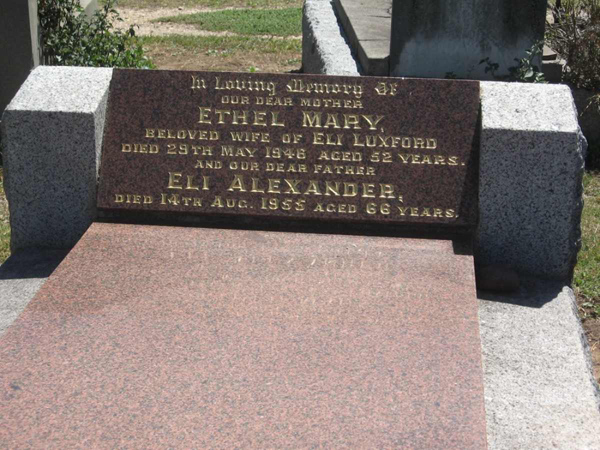 In Loving Memory Of
OUR DEAR MOTHER
ETHEL MARY,
BELOVED WIFE OF ELI LUXFORD
DIED 29TH MAY 1946 AGED 52 YEARS.
AND OUR DEAR FATHER
ELI ALEXANDER,
DIED 14TH AUG. 1955 AGED 66 YEARS.